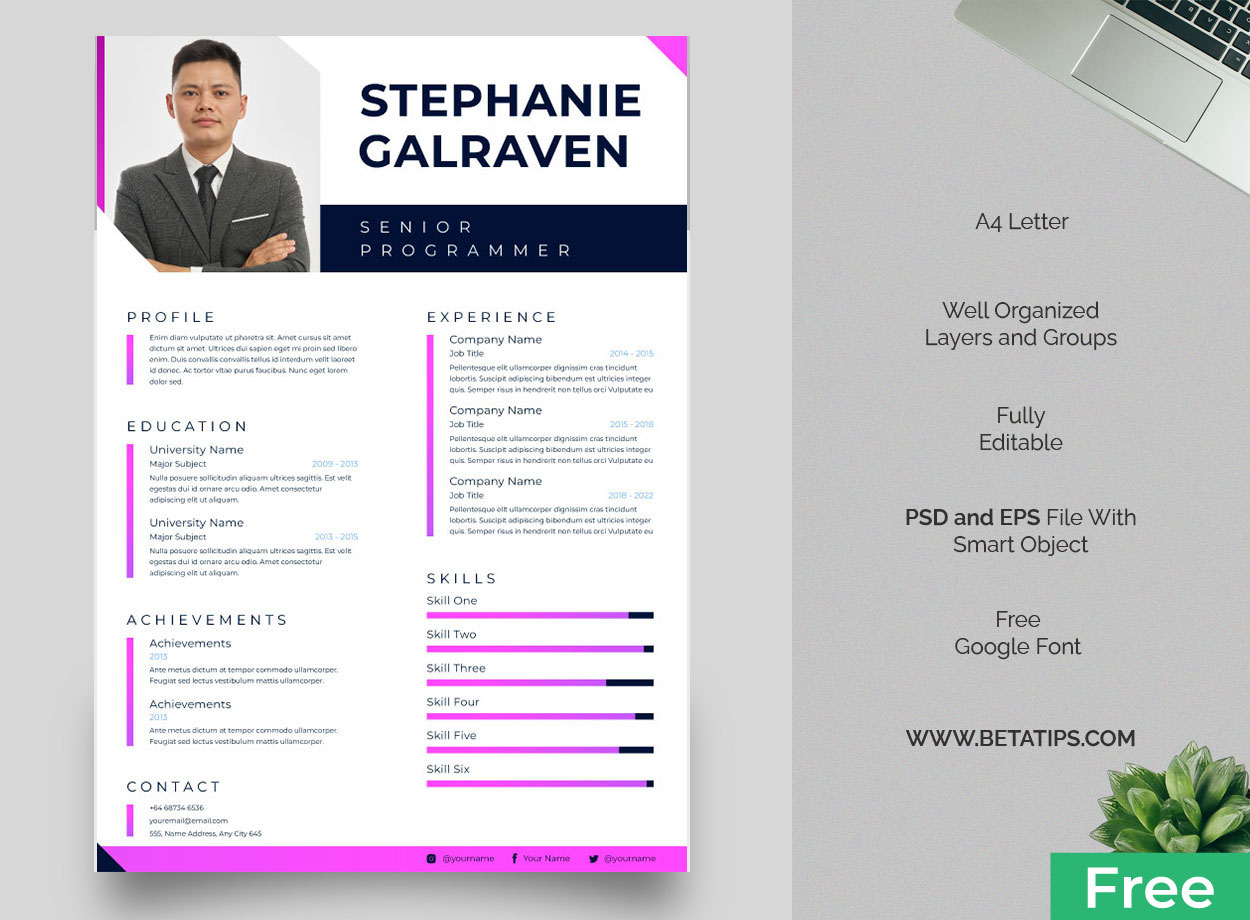 STEPHANIE
GALRAVEN
SENIOR
PROGRAMMER
PROFILE
Enim diam vulputate ut pharetra sit. Amet cursus sit amet
dictum sit amet. Ultrices dui sapien eget mi proin sed libero
enim. Duis convallis convallis tellus id interdum velit laoreet
id donec. Ac tortor vitae purus faucibus. Nunc eget lorem
dolor sed.
EDUCATION
University Name
Major Subject 2009 - 2013
Nulla posuere sollicitudin aliquam ultrices sagittis. Est velit
egestas dui id ornare arcu odio. Amet consectetur
adipiscing elit ut aliquam.
University Name
Major Subject 2013 - 2015
Nulla posuere sollicitudin aliquam ultrices sagittis. Est velit
egestas dui id ornare arcu odio. Amet consectetur
adipiscing elit ut aliquam.
ACHIEVEMENTS
Achievements
2013
Ante metus dictum at tempor commodo ullamcorper.
Feugiat sed lectus vestibulum mattis ullamcorper.
Achievements
2013
Ante metus dictum at tempor commodo ullamcorper.
Feugiat sed lectus vestibulum mattis ullamcorper.
CONTACT
+64 68734 6536
youremail@email.com
555, Name Address, Any City 645
EXPERIENCE
Company Name
Job Title 2014 - 2015
Pellentesque elit ullamcorper dignissim cras tincidunt
lobortis. Suscipit adipiscing bibendum est ultricies integer
quis. Semper risus in hendrerit non tellus orci Vulputate eu
Company Name
Job Title 2015 - 2018
Pellentesque elit ullamcorper dignissim cras tincidunt
lobortis. Suscipit adipiscing bibendum est ultricies integer
quis. Semper risus in hendrerit non tellus orci Vulputate eu
Company Name
Job Title 2018 - 2022
Pellentesque elit ullamcorper dignissim cras tincidunt
lobortis. Suscipit adipiscing bibendum est ultricies integer
quis. Semper risus in hendrerit non tellus orci Vulputate eu
SKILLS
Skill One
Skill Two
Skill Three
Skill Four
Skill Five
Skill Six
@yourname Your Name @yourname
A4 Letter
Well Organized
Layers and Groups
Fully
Editable
PSD and EPS File With
Smart Object
Free
Google Font
WWW.BETATIPS.COM
Free